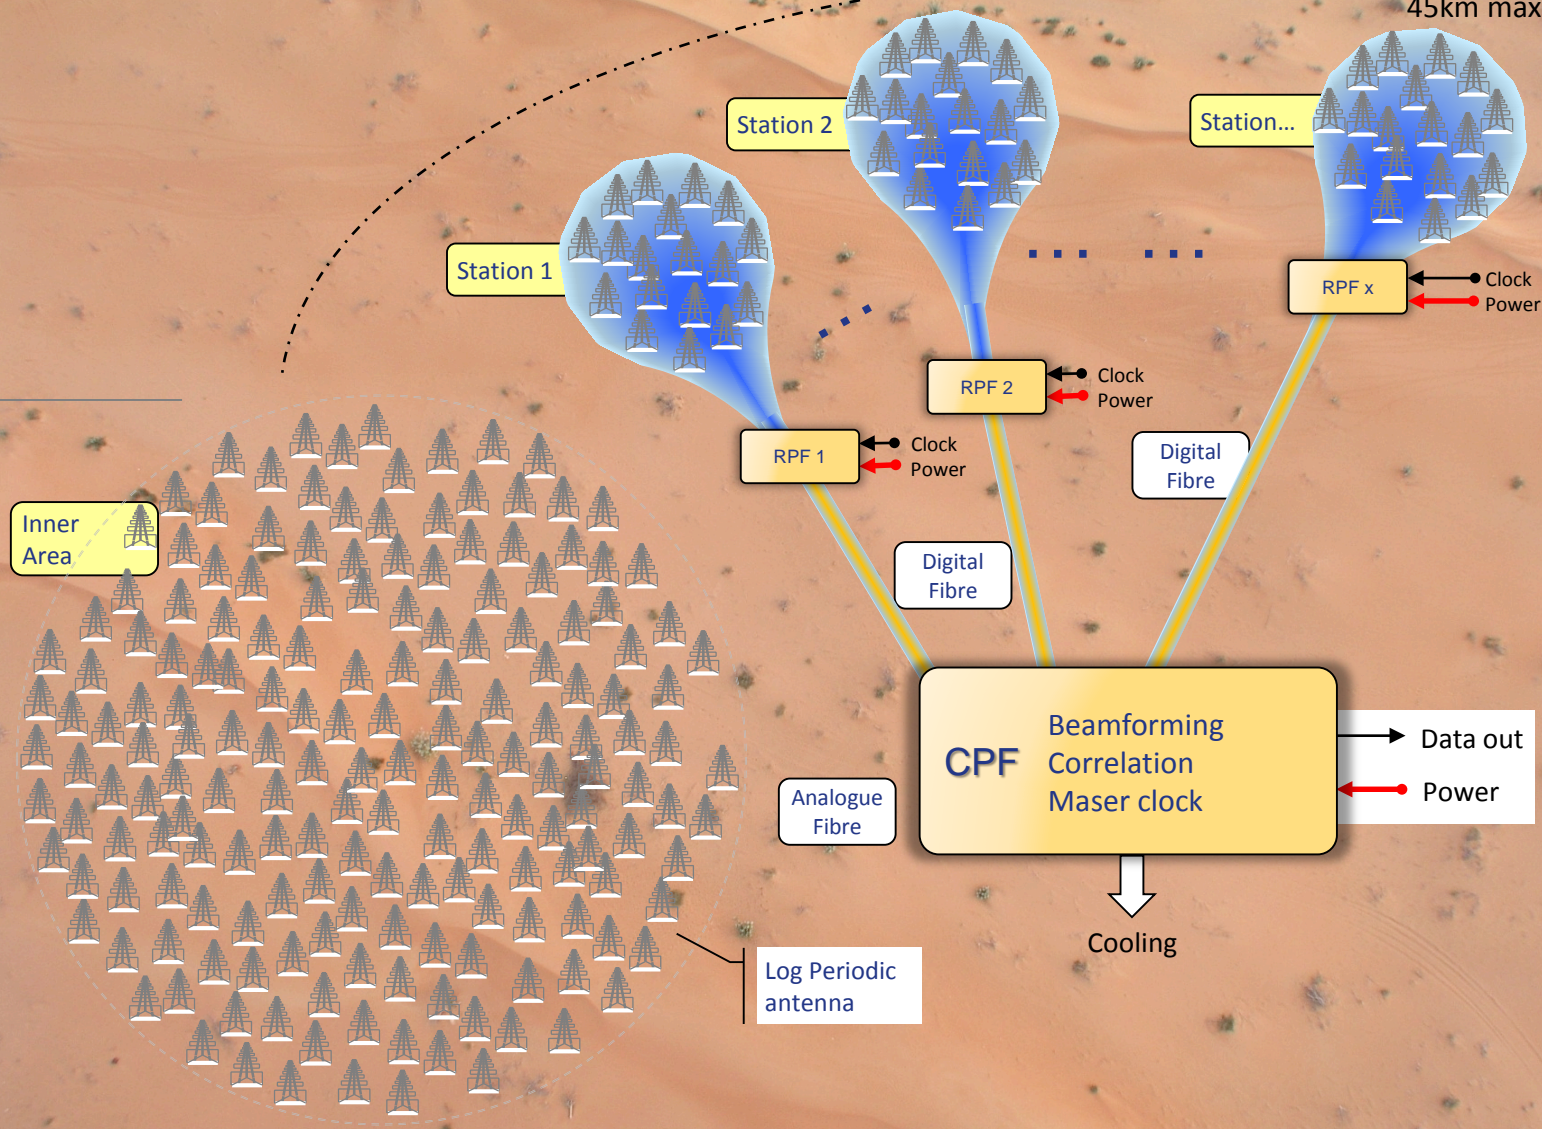 45km max
Station 2
Station...
Station 1
Clock
Power
RPF x
RPF 2
Clock
Power
RPF 1
Clock
Power
Digital
Fibre
Inner
Area
Digital
Fibre
CPF
Beamforming
Correlation
Maser clock
Data out
Power
Analogue
Fibre
Cooling
Log Periodic
antenna